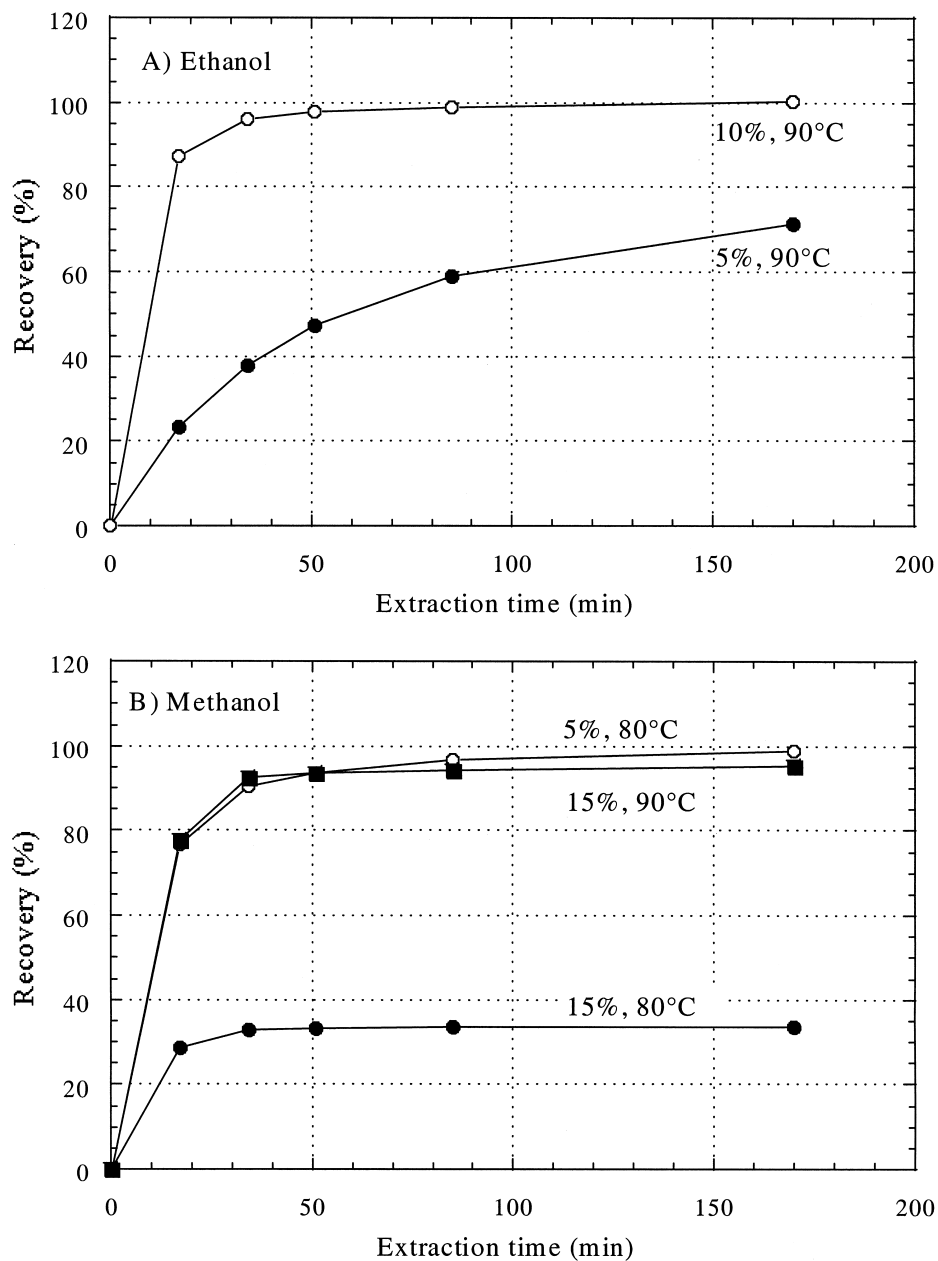 120
A) Ethanol
100
10%, 90°C
80
60
5%, 90°C
40
20
0
Recovery (%)
0 50 100 150 200
Extraction time (min)
120
B) Methanol
5%, 80°C
100
15%, 90°C
80
60
40
15%, 80°C
20
0
Recovery (%)
0 50 100 150 200
Extraction time (min)